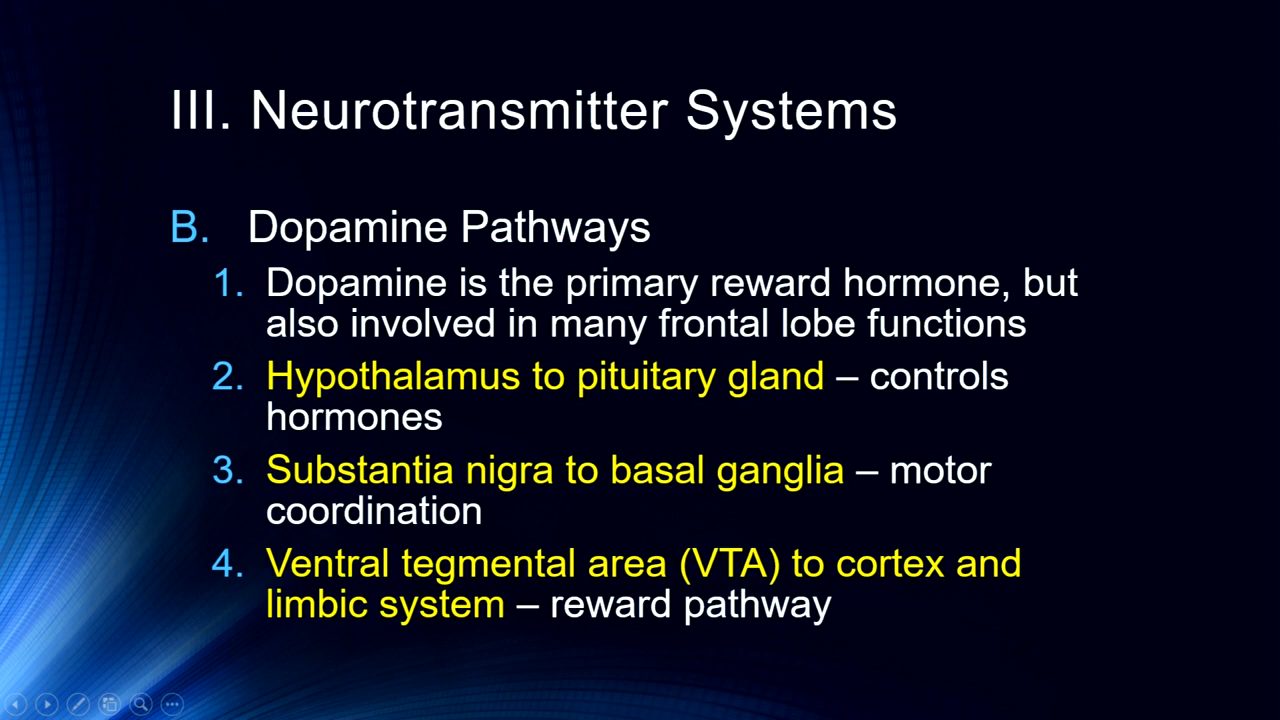 III. Neurotransmitter Systems
B. Dopamine Pathways
1. Dopamine is the primary reward hormone, but
also involved in many frontal lobe functions
2. Hypothalamus to pituitary gland – controls
hormones
3. Substantia nigra to basal ganglia – motor
coordination
4. Ventral tegmental area (VTA) to cortex and
limbic system – reward pathway